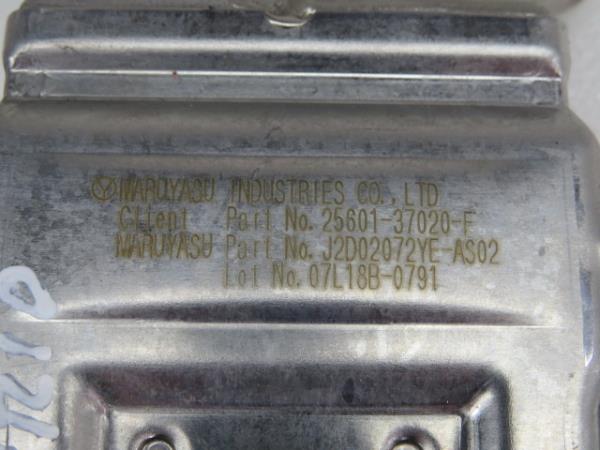 MARUYASU INDUSTRIES CO.,LTD
Client Part No. 25601-37020-F
MARUYASU Part No. J2D02072YE-AS02
Lot No. 07L18B-0791